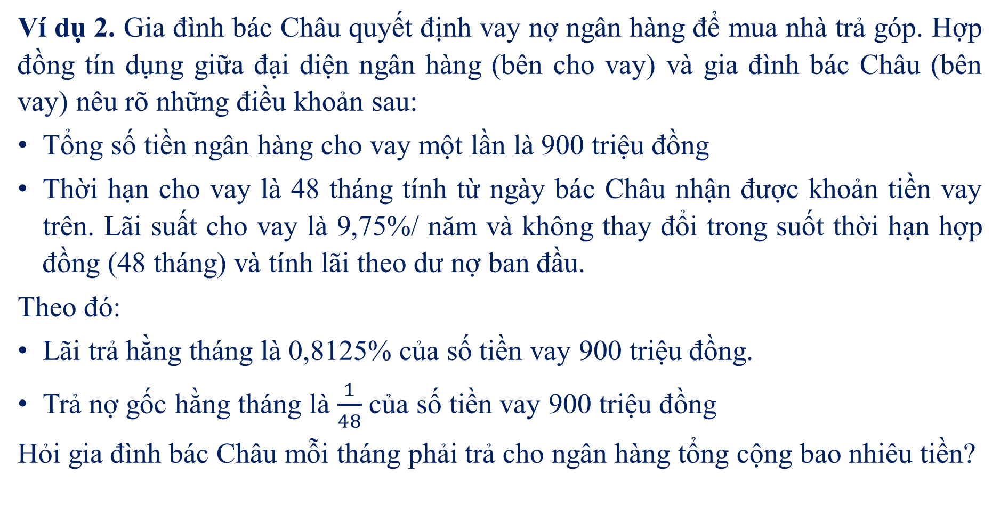 Ví dụ 2. Gia đình bác Châu quyết định vay nợ ngân hàng để mua nhà trả góp. Hợp
đồng tín dụng giữa đại diện ngân hàng (bên cho vay) và gia đình bác Châu (bên
vay) nêu rõ những điều khoản sau:
• Tổng số tiền ngân hàng cho vay một lần là 900 triệu đồng
• Thời hạn cho vay là 48 tháng tính từ ngày bác Châu nhận được khoản tiền vay
trên. Lãi suất cho vay là 9,75%/ năm và không thay đổi trong suốt thời hạn hợp
đồng (48 tháng) và tính lãi theo dư nợ ban đầu.
Theo đó:
• Lãi trả hằng tháng là 0,8125% của số tiền vay 900 triệu đồng.
• Trả nợ gốc hằng tháng là 1/48 của số tiền vay 900 triệu đồng
Hỏi gia đình bác Châu mỗi tháng phải trả cho ngân hàng tổng cộng bao nhiêu tiền?